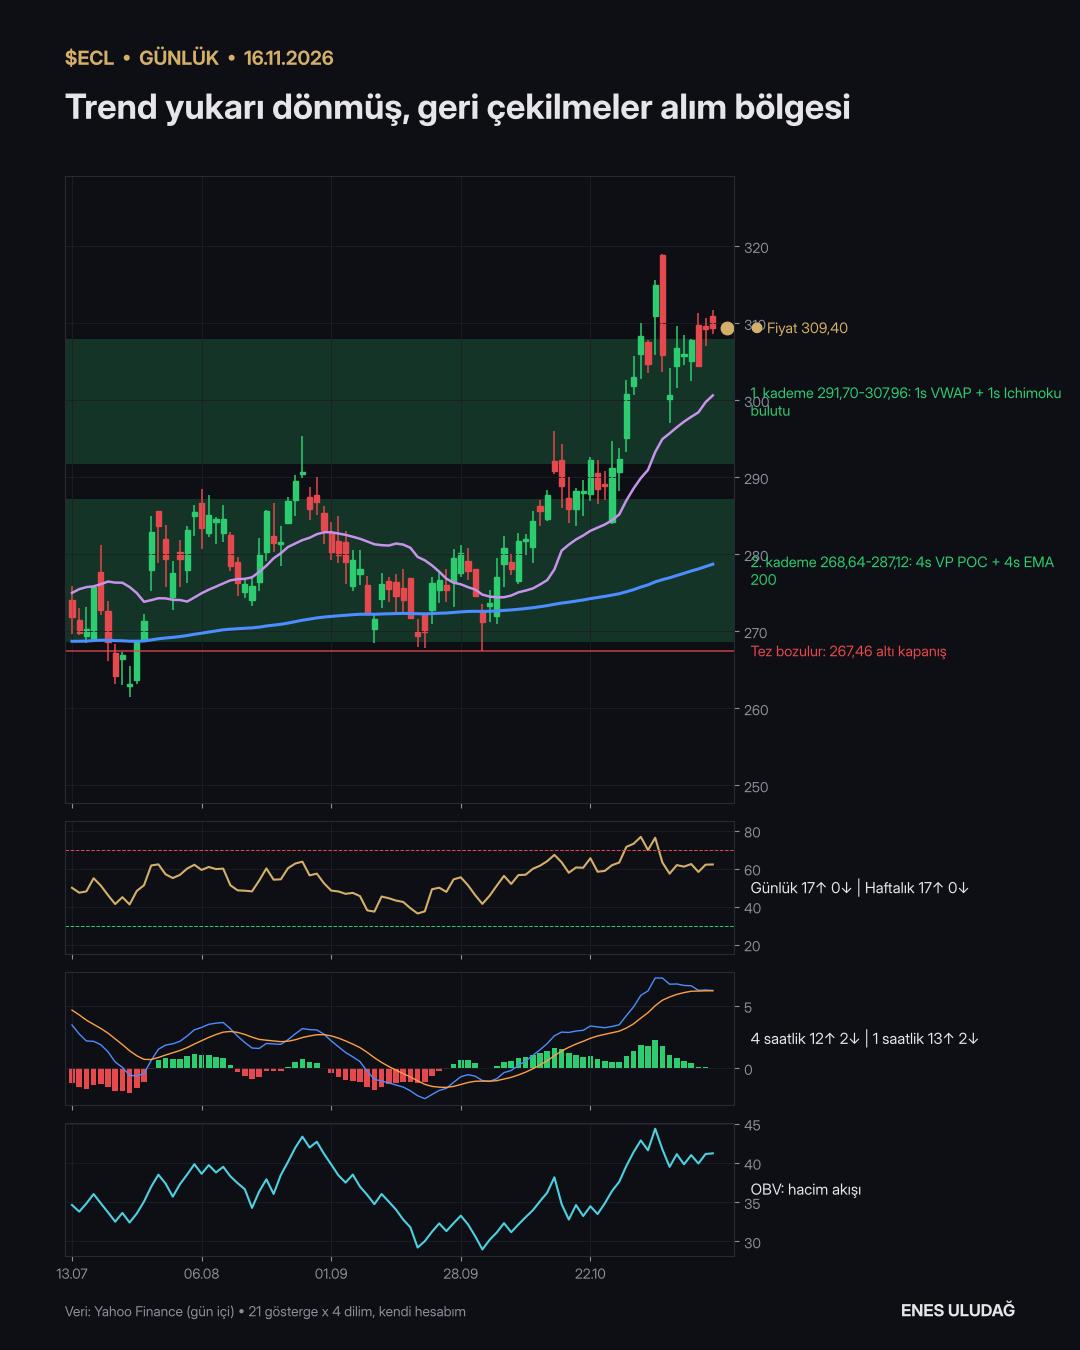 $ECL • GÜNLÜK • 16.11.2026
Trend yukarı dönmüş, geri çekilmeler alım bölgesi
320
310
Fiyat 309,40
1. kademe 291,70-307,96: 1s VWAP + 1s Ichimoku
bulutu
300
290
280
2. kademe 268,64-287,12: 4s VP POC + 4s EMA
200
270
Tez bozulur: 267,46 altı kapanış
260
250
80
60
Günlük 17↑ 0↓ | Haftalık 17↑ 0↓
40
20
5
4 saatlik 12↑ 2↓ | 1 saatlik 13↑ 2↓
0
45
40
OBV: hacim akışı
35
30
13.07 06.08 01.09 28.09 22.10
Veri: Yahoo Finance (gün içi) • 21 gösterge x 4 dilim, kendi hesabım
ENES ULUDAĞ